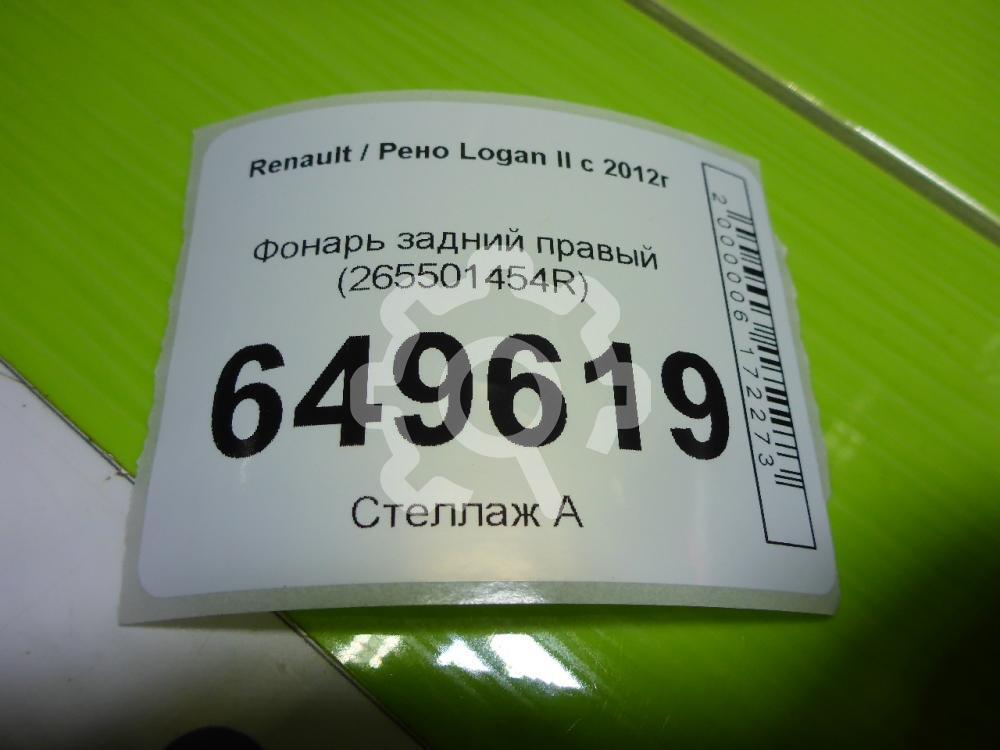 Renault / Рено Logan II с 2012г
Фонарь задний правый
(265501454R)
649619
Стеллаж А
2000006172273